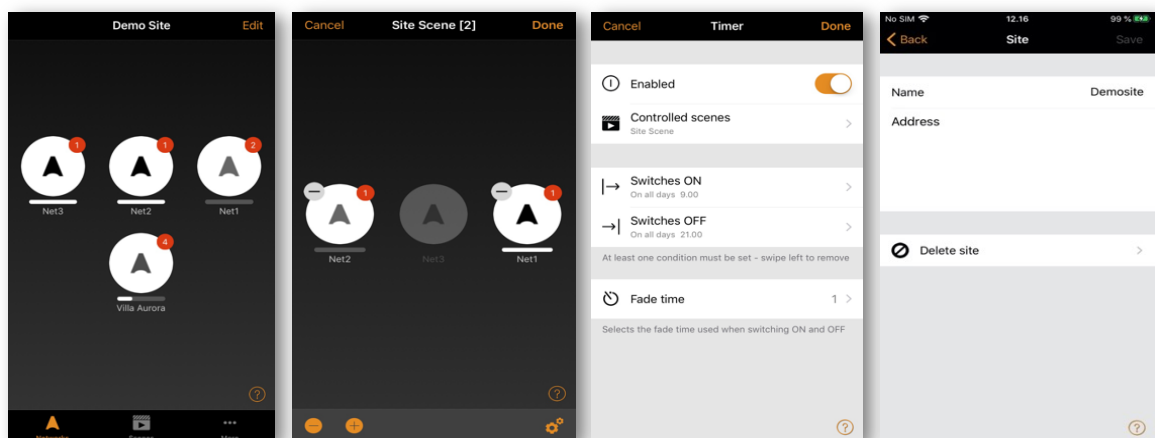 Demo Site
Edit
1
1
2
Net3
Net2
Net1
4
Villa Aurora
?
Networks
Scenes
More
Cancel
Site Scene [2]
Done
1
1
Net2
Net3
Net1
?
Cancel
Timer
Done
Enabled
Controlled scenes
Site Scene
Switches ON
On all days 9.00
Switches OFF
On all days 21.00
At least one condition must be set - swipe left to remove
Fade time
1
Selects the fade time used when switching ON and OFF
?
No SIM
12.16
99 %
Back
Site
Save
Name
Demosite
Address
Delete site
?